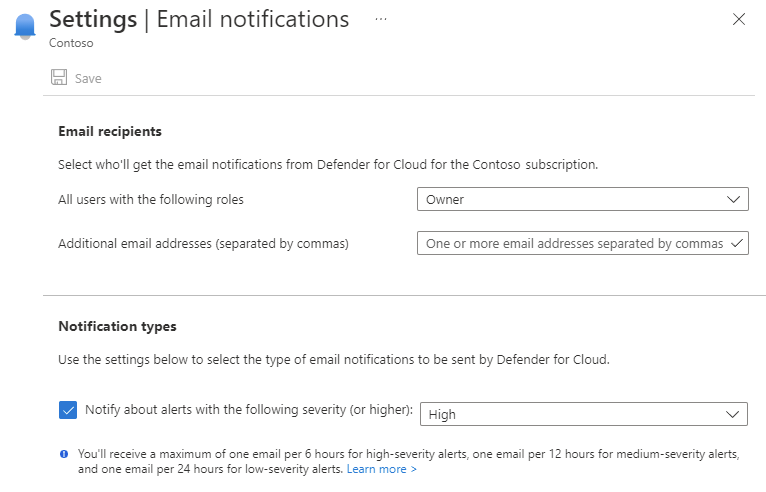 Settings | Email notifications ...
Contoso
Save
Email recipients
Select who'll get the email notifications from Defender for Cloud for the Contoso subscription.
All users with the following roles
Owner
Additional email addresses (separated by commas)
One or more email addresses separated by commas
Notification types
Use the settings below to select the type of email notifications to be sent by Defender for Cloud.
Notify about alerts with the following severity (or higher):
High
You'll receive a maximum of one email per 6 hours for high-severity alerts, one email per 12 hours for medium-severity alerts,
and one email per 24 hours for low-severity alerts. Learn more >